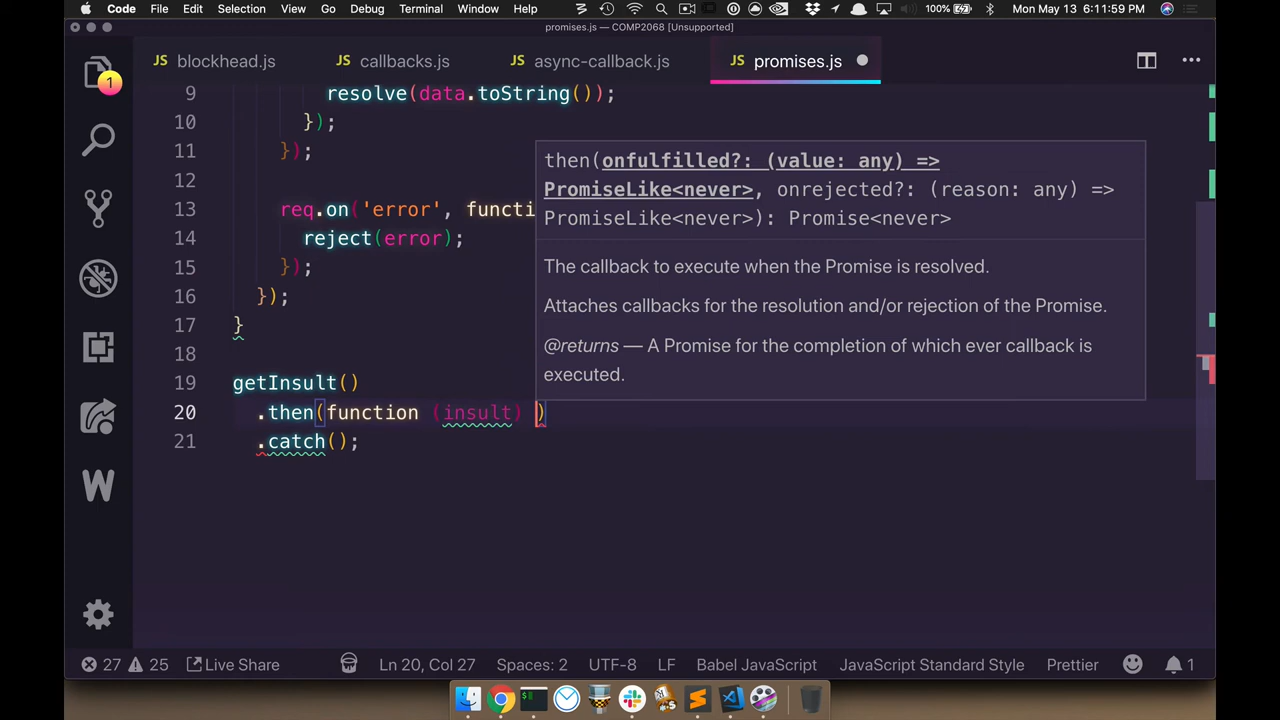 Code File Edit Selection View Go Debug Terminal Window Help 100% Mon May 13 6:11:59 PM
promises.js — COMP2068 [Unsupported]
JS blockhead.js JS callbacks.js JS async-callback.js JS promises.js
1
9 resolve(data.toString());
10 });
11 });
12
13 req.on('error', functi
14 reject(error);
15 });
16 });
17 }
18
19 getInsult()
20 .then(function (insult) )
21 .catch();
then(onfulfilled?: (value: any) =>
PromiseLike<never>, onrejected?: (reason: any) =>
PromiseLike<never>): Promise<never>
The callback to execute when the Promise is resolved.
Attaches callbacks for the resolution and/or rejection of the Promise.
@returns — A Promise for the completion of which ever callback is
executed.
W
27 25 Live Share Ln 20, Col 27 Spaces: 2 UTF-8 LF Babel JavaScript JavaScript Standard Style Prettier 1